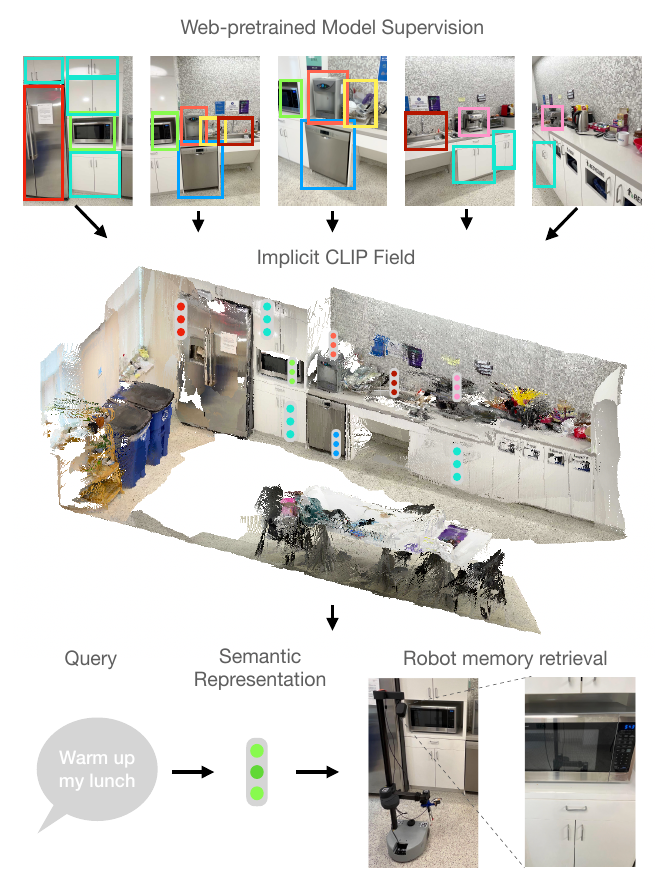 Web-pretrained Model Supervision
Implicit CLIP Field
Query
Semantic
Representation
Robot memory retrieval
Warm up
my lunch